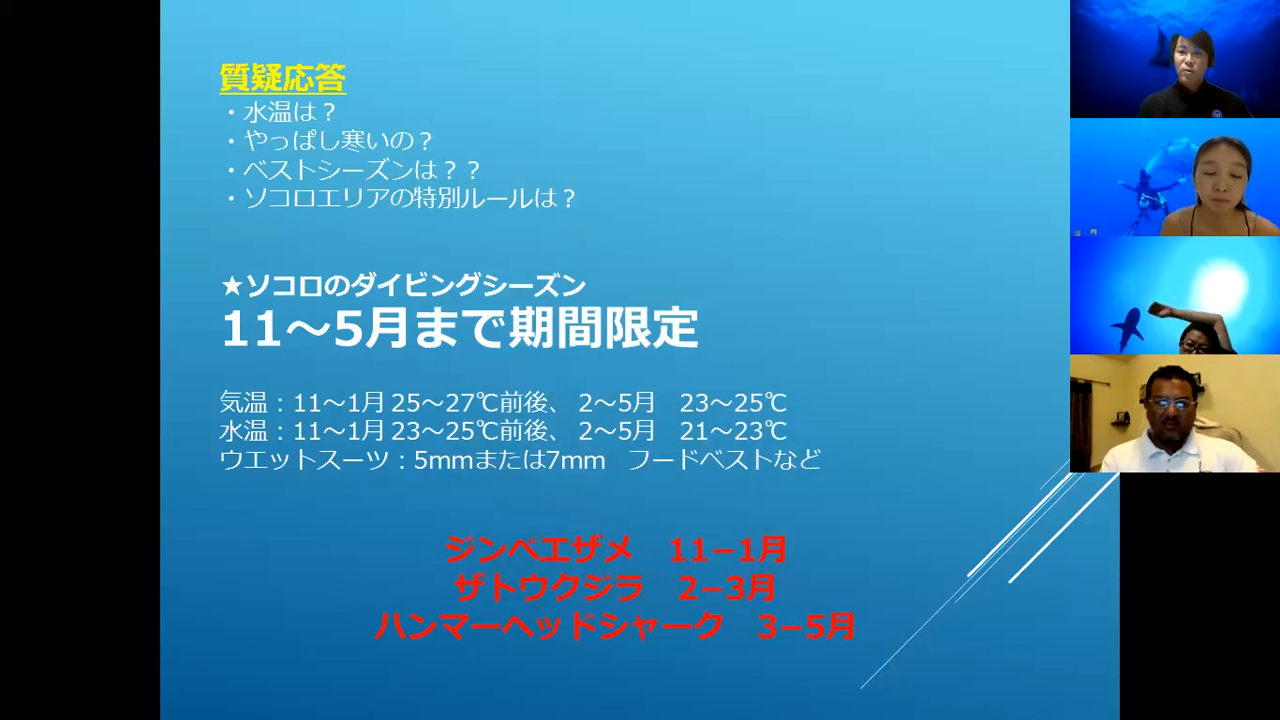 質疑応答
・水温は？
・やっぱし寒いの？
・ベストシーズンは？？
・ソコロエリアの特別ルールは？
★ソコロのダイビングシーズン
11～5月まで期間限定
気温：11～1月 25～27℃前後、 2～5月　23～25℃
水温：11～1月 23～25℃前後、 2～5月　21～23℃
ウエットスーツ：5mmまたは7mm　フードベストなど
ジンベエザメ　11−1月
ザトウクジラ　2−3月
ハンマーヘッドシャーク　3−5月